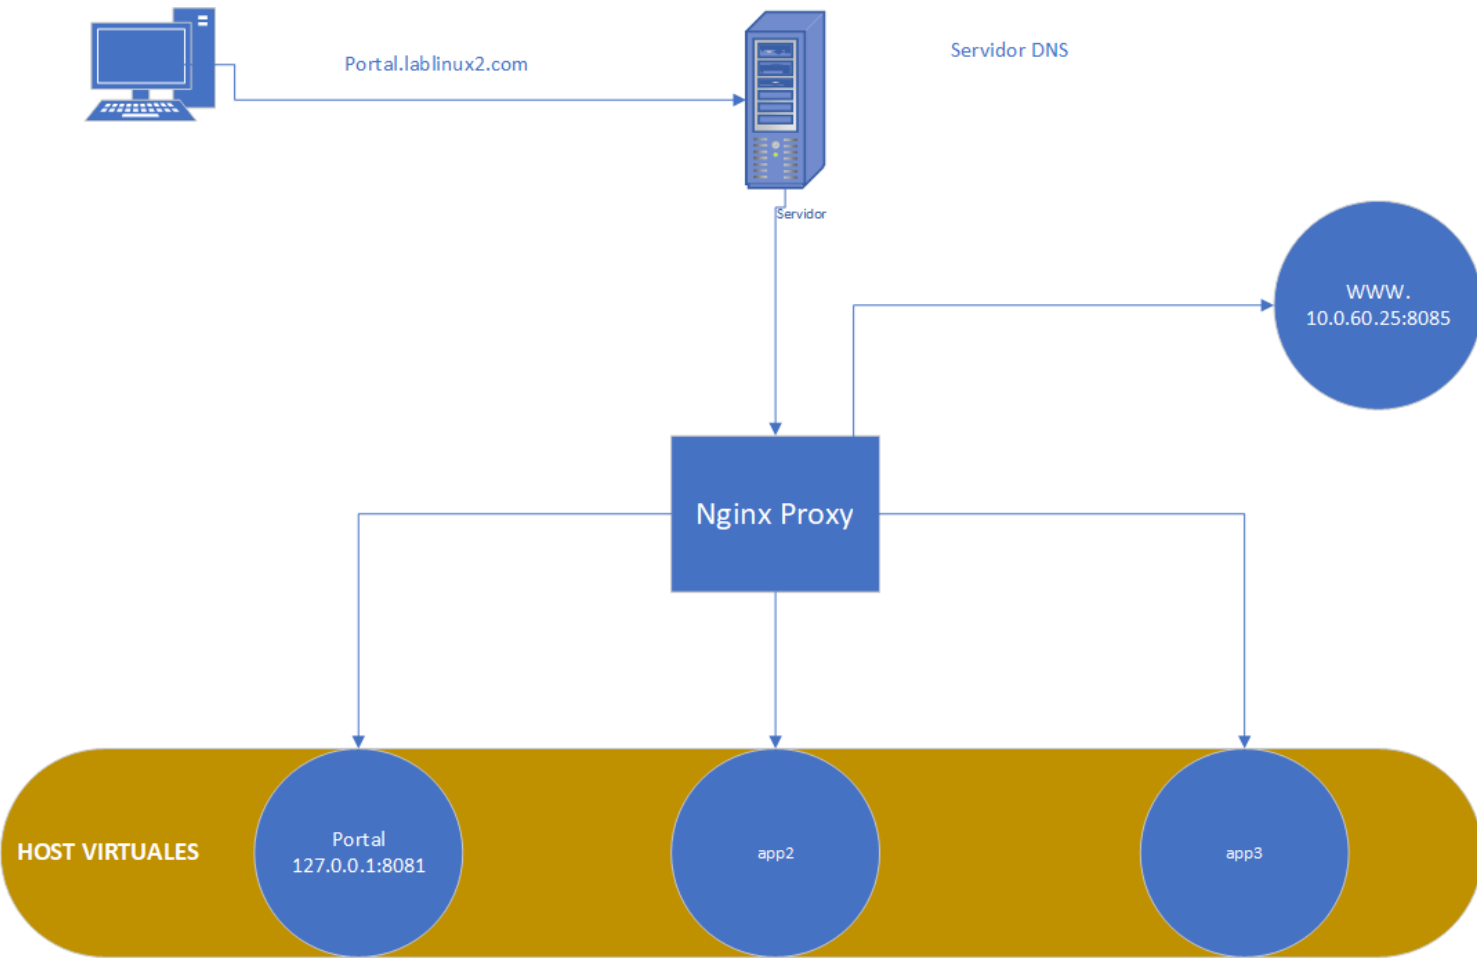 Portal.lablinux2.com
Servidor DNS
Servidor
WWW.
10.0.60.25:8085
Nginx Proxy
HOST VIRTUALES
Portal
127.0.0.1:8081
app2
app3